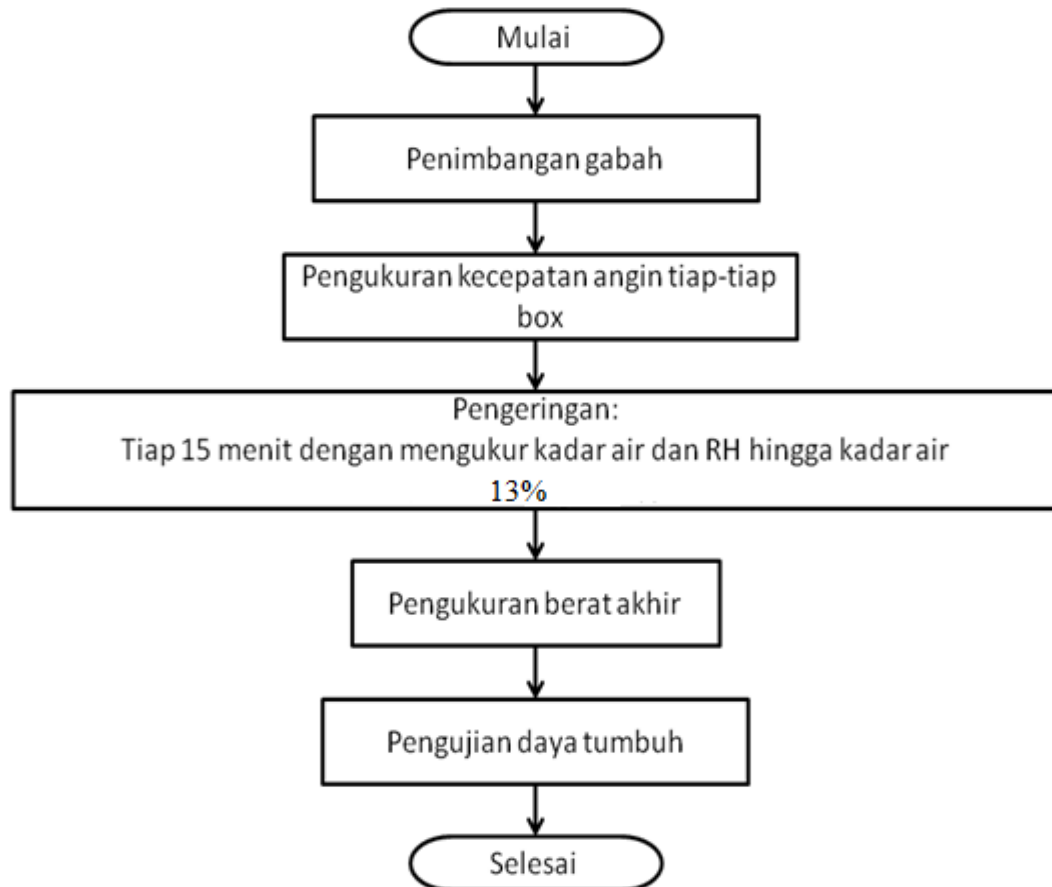 Mulai
Penimbangan gabah
Pengukuran kecepatan angin tiap-tiap
box
Pengeringan:
Tiap 15 menit dengan mengukur kadar air dan RH hingga kadar air
13%
Pengukuran berat akhir
Pengujian daya tumbuh
Selesai